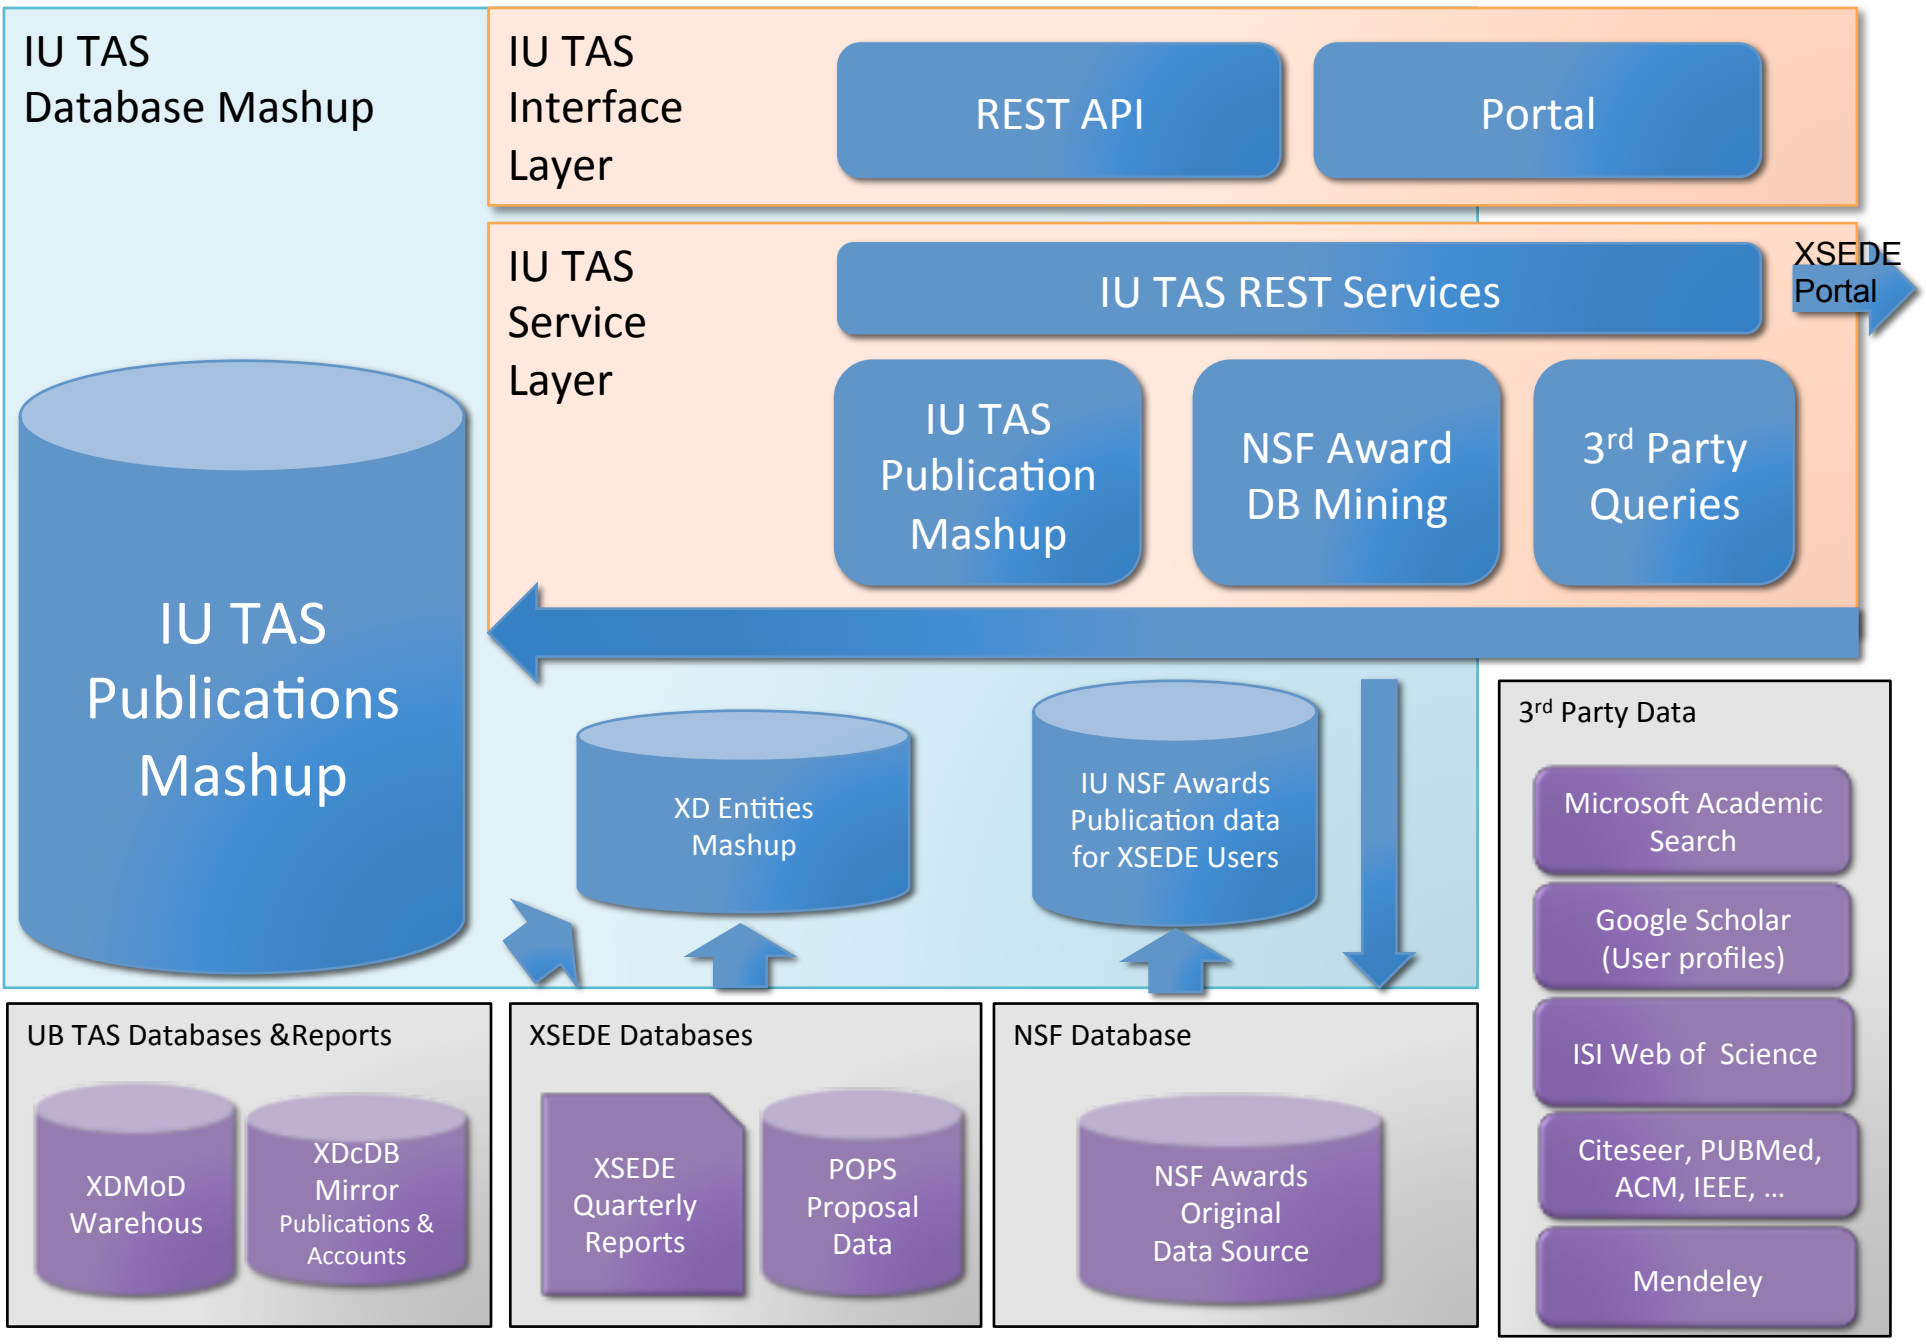 IU TAS
Database Mashup
IU TAS
Interface
Layer
REST API
Portal
IU TAS
Service
Layer
IU TAS REST Services
XSEDE
Portal
IU TAS
Publication
Mashup
NSF Award
DB Mining
3rd Party
Queries
IU TAS
Publications
Mashup
XD Entities
Mashup
IU NSF Awards
Publication data
for XSEDE Users
3rd Party Data
Microsoft Academic
Search
Google Scholar
(User profiles)
ISI Web of  Science
Citeseer, PUBMed,
ACM, IEEE, ...
Mendeley
UB TAS Databases &Reports
XDMoD
Warehous
XDcDB
Mirror
Publications &
Accounts
XSEDE Databases
XSEDE
Quarterly
Reports
POPS
Proposal
Data
NSF Database
NSF Awards
Original
Data Source